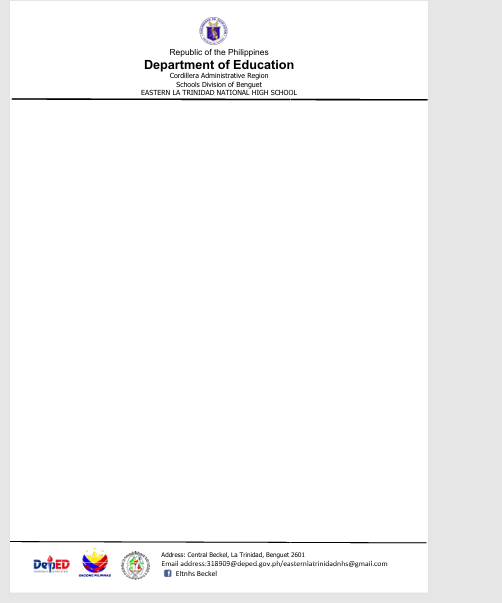 Republic of the Philippines
Department of Education
Cordillera Administrative Region
Schools Division of Benguet
EASTERN LA TRINIDAD NATIONAL HIGH SCHOOL
DepED
BAGONG PILIPINAS
Address: Central Beckel, La Trinidad, Benguet 2601
Email address:318909@deped.gov.ph/easternlatrinidadnhs@gmail.com
Eltnhs Beckel